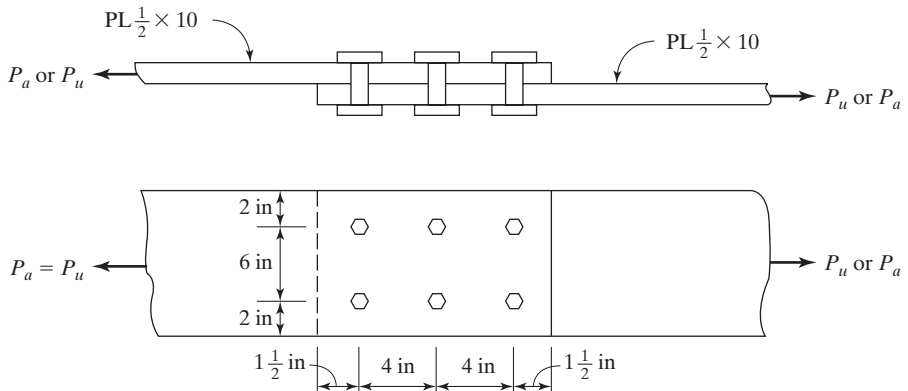 PL 1/2 × 10
PL 1/2 × 10
P_a or P_u
P_u or P_a
2 in
6 in
2 in
P_a = P_u
P_u or P_a
1 1/2 in
4 in
4 in
1 1/2 in